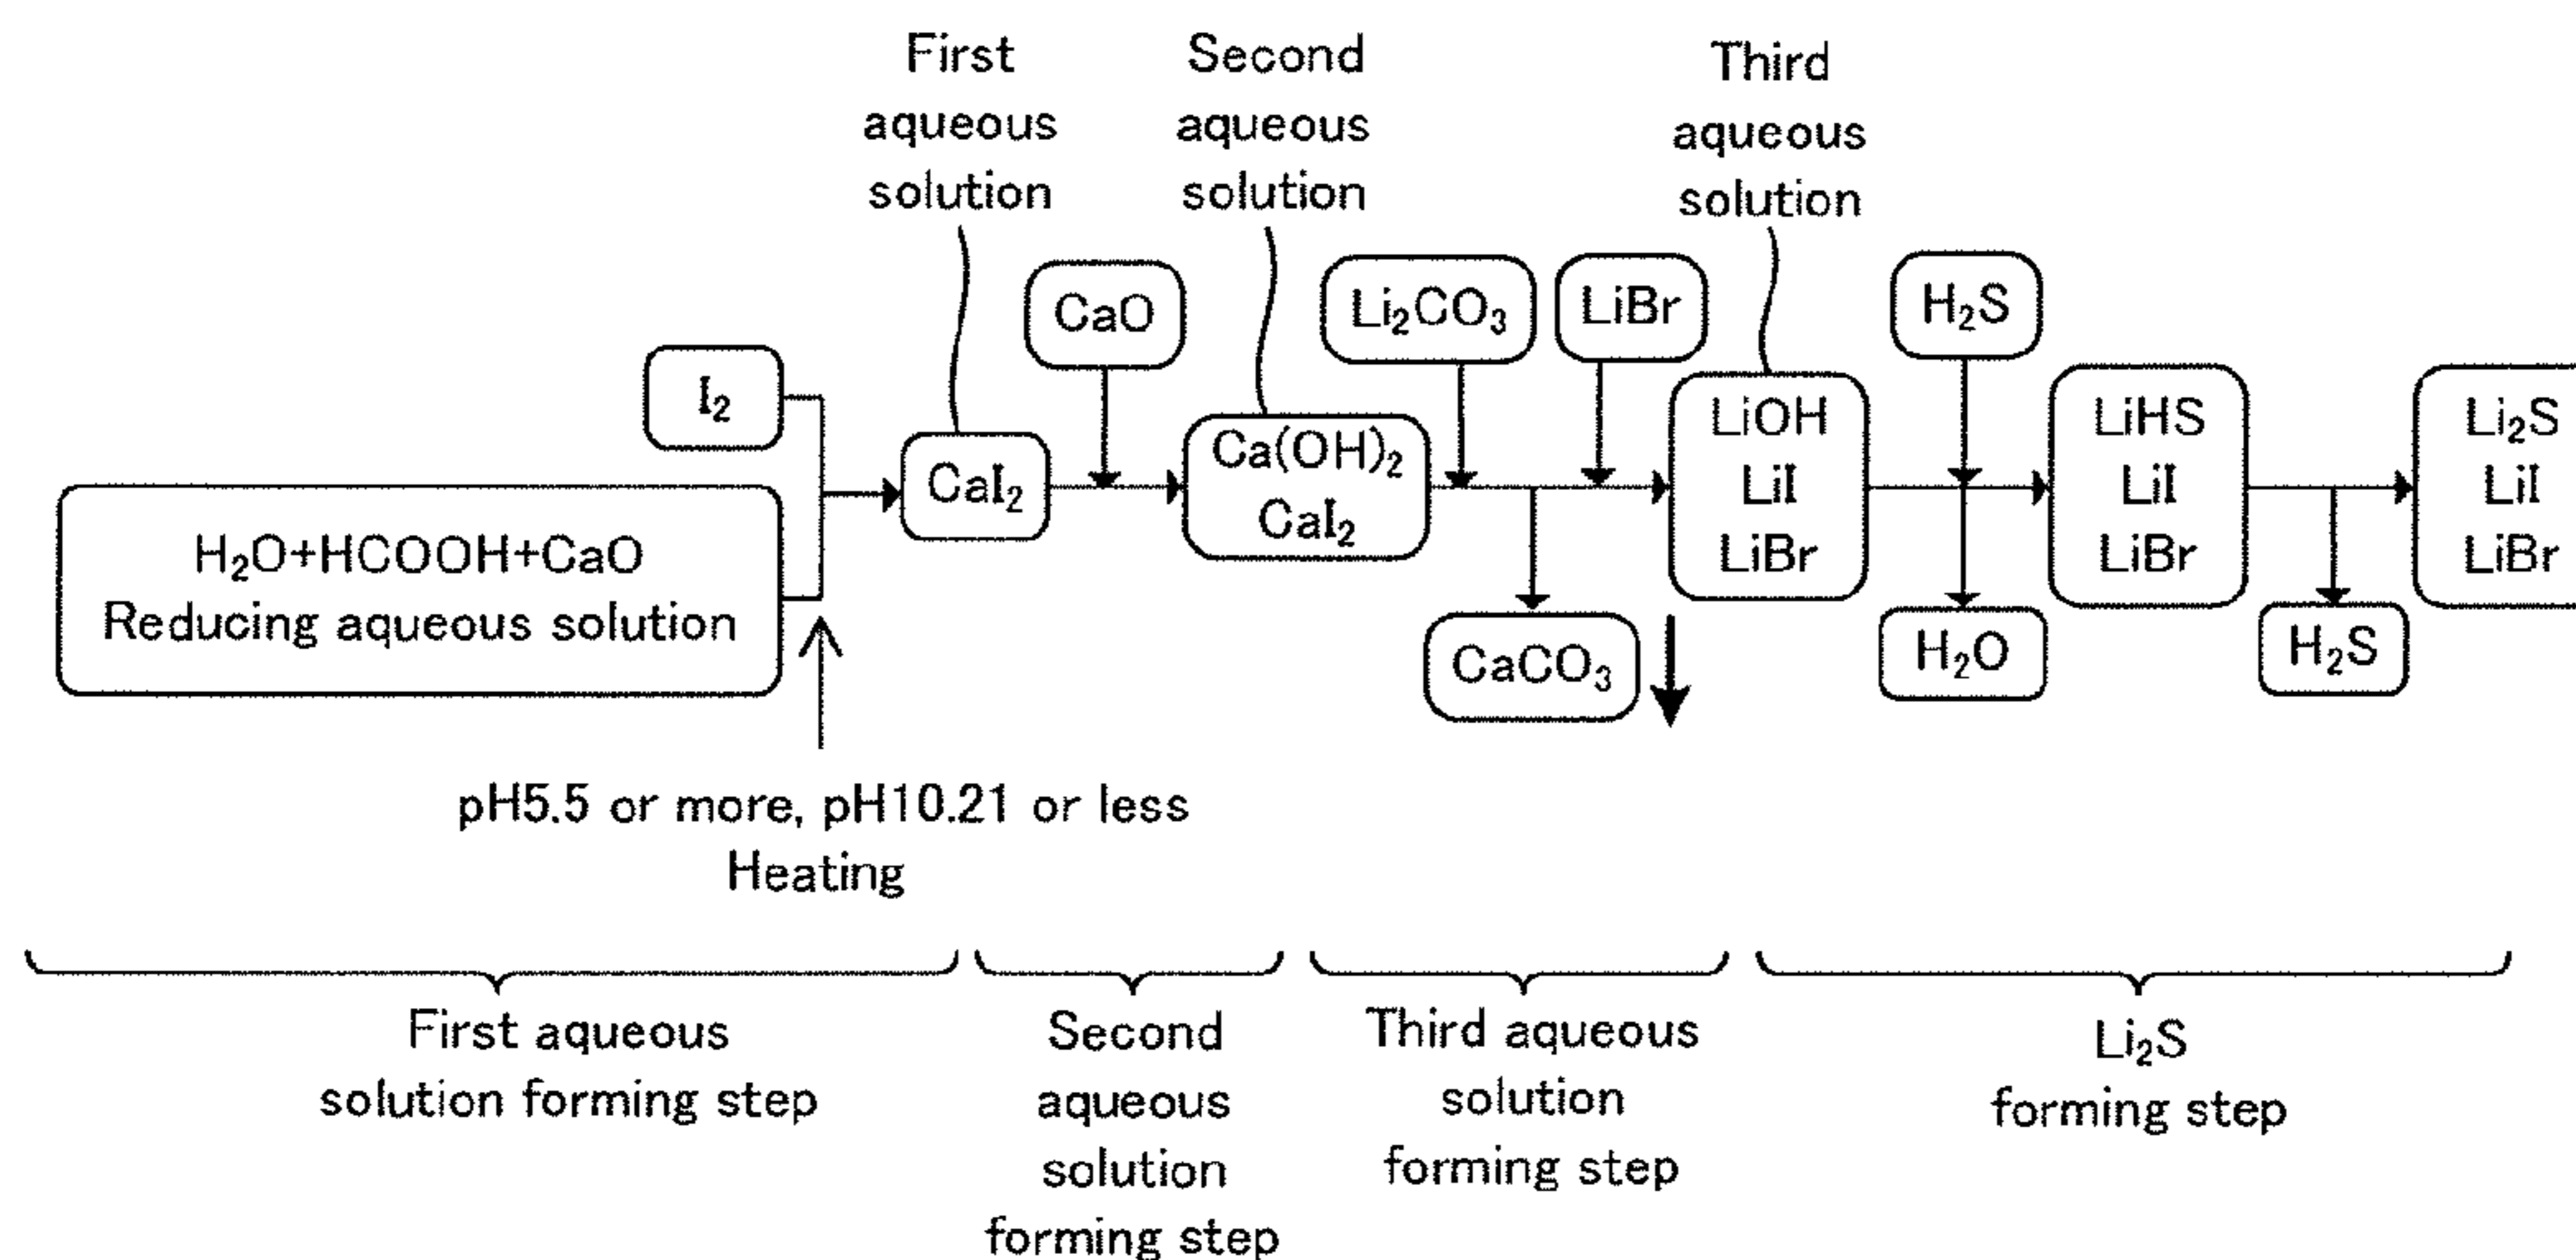 First
aqueous
solution
Second
aqueous
solution
Third
aqueous
solution
CaO
Li₂CO₃
LiBr
H₂S
I₂
H₂O+HCOOH+CaO
Reducing aqueous solution
CaI₂
Ca(OH)₂
CaI₂
LiOH
LiI
LiBr
LiHS
LiI
LiBr
Li₂S
LiI
LiBr
CaCO₃
H₂O
H₂S
pH5.5 or more, pH10.21 or less
Heating
First aqueous
solution forming step
Second
aqueous
solution
forming step
Third aqueous
solution
forming step
Li₂S
forming step